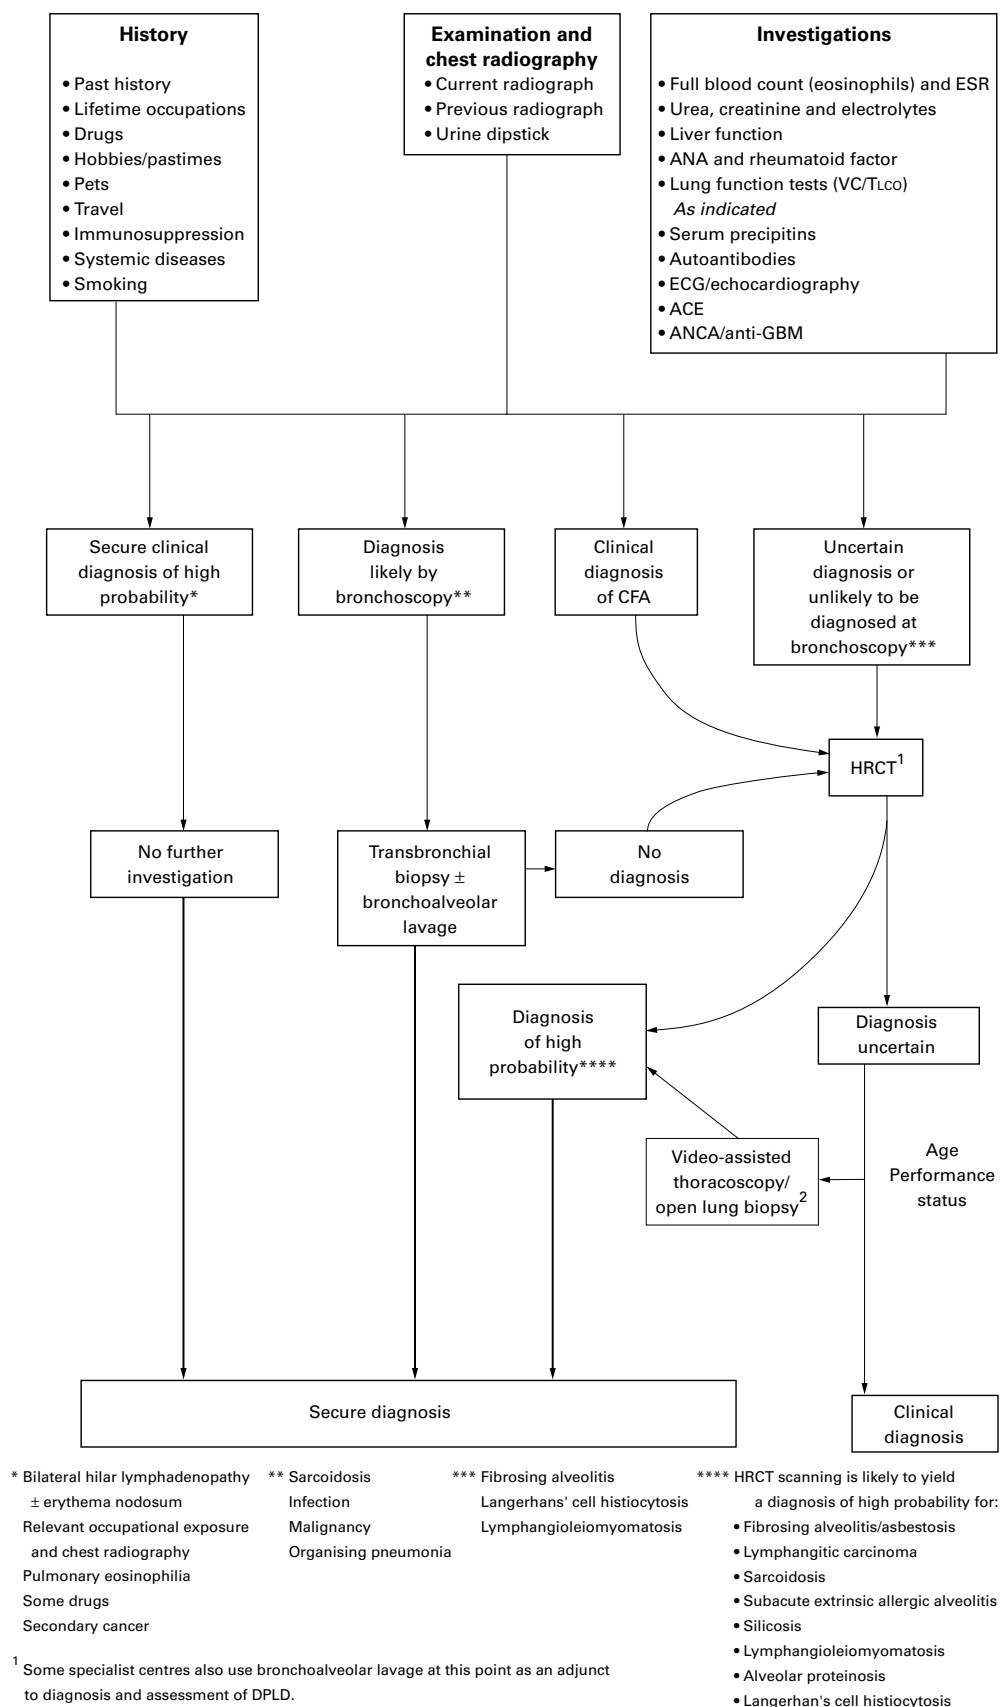 History
• Past history
• Lifetime occupations
• Drugs
• Hobbies/pastimes
• Pets
• Travel
• Immunosuppression
• Systemic diseases
• Smoking
Examination and
chest radiography
• Current radiograph
• Previous radiograph
• Urine dipstick
Investigations
• Full blood count (eosinophils) and ESR
• Urea, creatinine and electrolytes
• Liver function
• ANA and rheumatoid factor
• Lung function tests (VC/TLCO)
As indicated
• Serum precipitins
• Autoantibodies
• ECG/echocardiography
• ACE
• ANCA/anti-GBM
Secure clinical
diagnosis of high
probability*
Diagnosis
likely by
bronchoscopy**
Clinical
diagnosis
of CFA
Uncertain
diagnosis or
unlikely to be
diagnosed at
bronchoscopy***
HRCT1
No further
investigation
Transbronchial
biopsy ±
bronchoalveolar
lavage
No
diagnosis
Diagnosis
of high
probability****
Diagnosis
uncertain
Video-assisted
thoracoscopy/
open lung biopsy2
Age
Performance
status
Secure diagnosis
Clinical
diagnosis
* Bilateral hilar lymphadenopathy
± erythema nodosum
Relevant occupational exposure
and chest radiography
Pulmonary eosinophilia
Some drugs
Secondary cancer
** Sarcoidosis
Infection
Malignancy
Organising pneumonia
*** Fibrosing alveolitis
Langerhans' cell histiocytosis
Lymphangioleiomyomatosis
**** HRCT scanning is likely to yield
a diagnosis of high probability for:
• Fibrosing alveolitis/asbestosis
• Lymphangitic carcinoma
• Sarcoidosis
• Subacute extrinsic allergic alveolitis
• Silicosis
• Lymphangioleiomyomatosis
• Alveolar proteinosis
• Langerhan's cell histiocytosis
1 Some specialist centres also use bronchoalveolar lavage at this point as an adjunct
to diagnosis and assessment of DPLD.